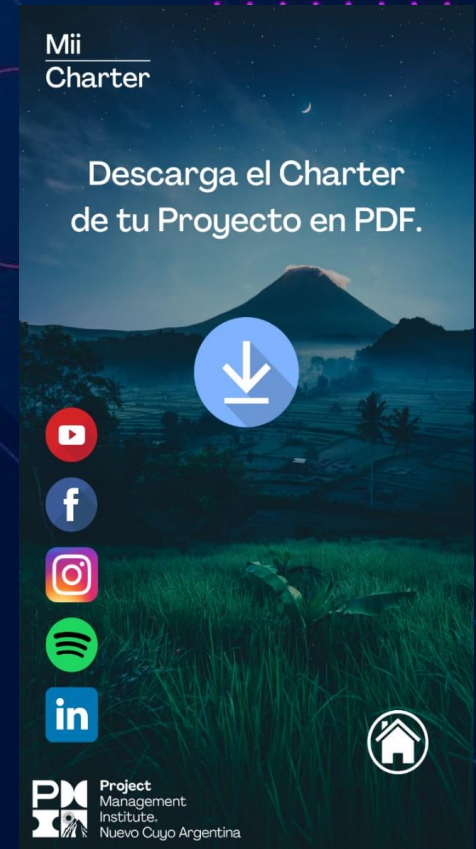 Mii
Charter
Descarga el Charter
de tu Proyecto en PDF.
Project
Management
Institute.
Nuevo Cuyo Argentina